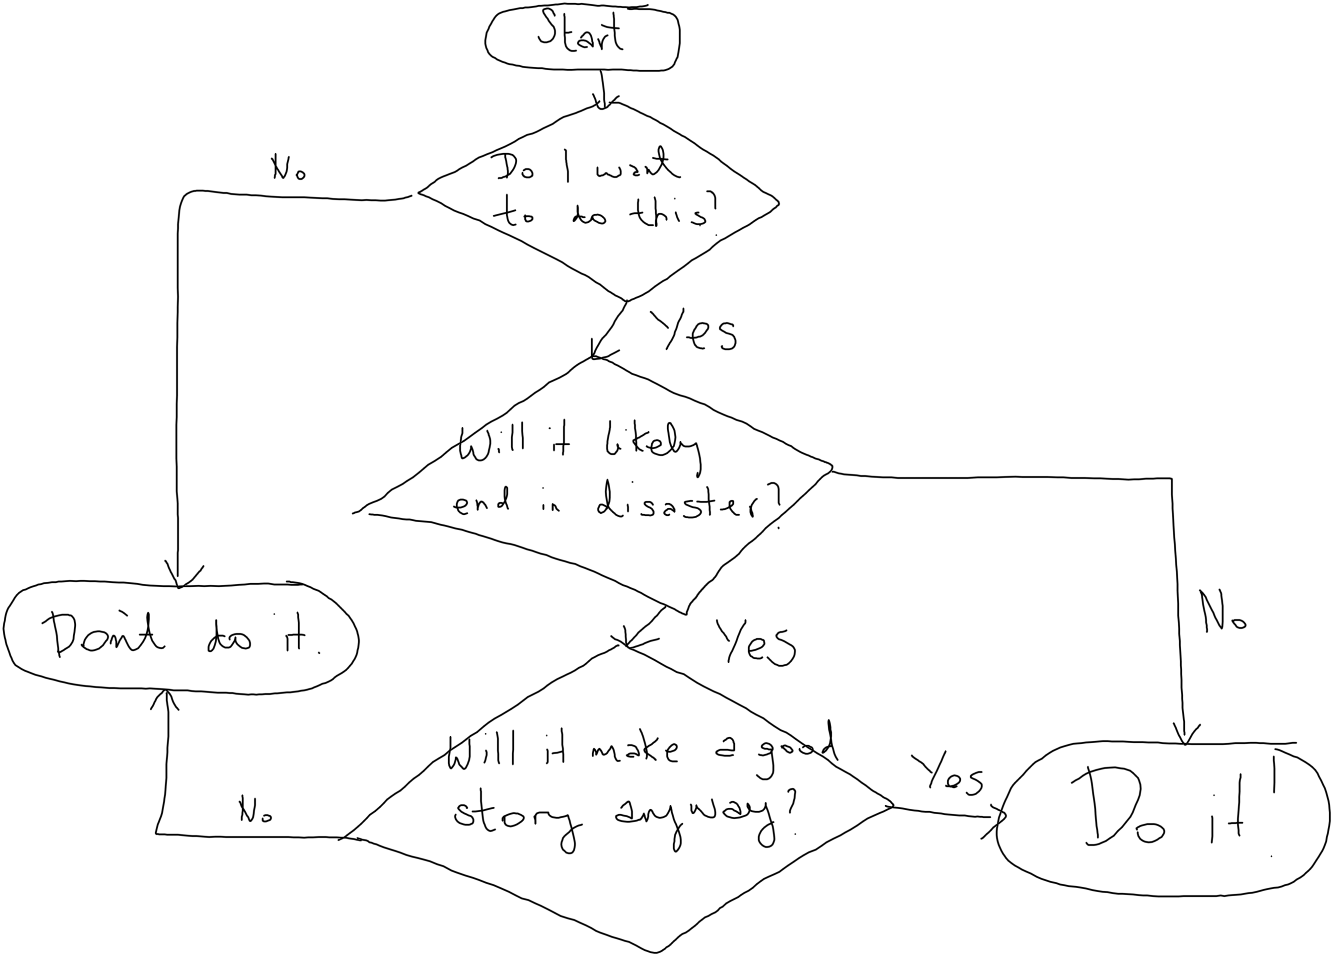 Start
No
Do I want
to do this?
Yes
Will it likely
end in disaster?
No
Don't do it.
Yes
Will it make a good
story anyway?
Yes
No
Do it!